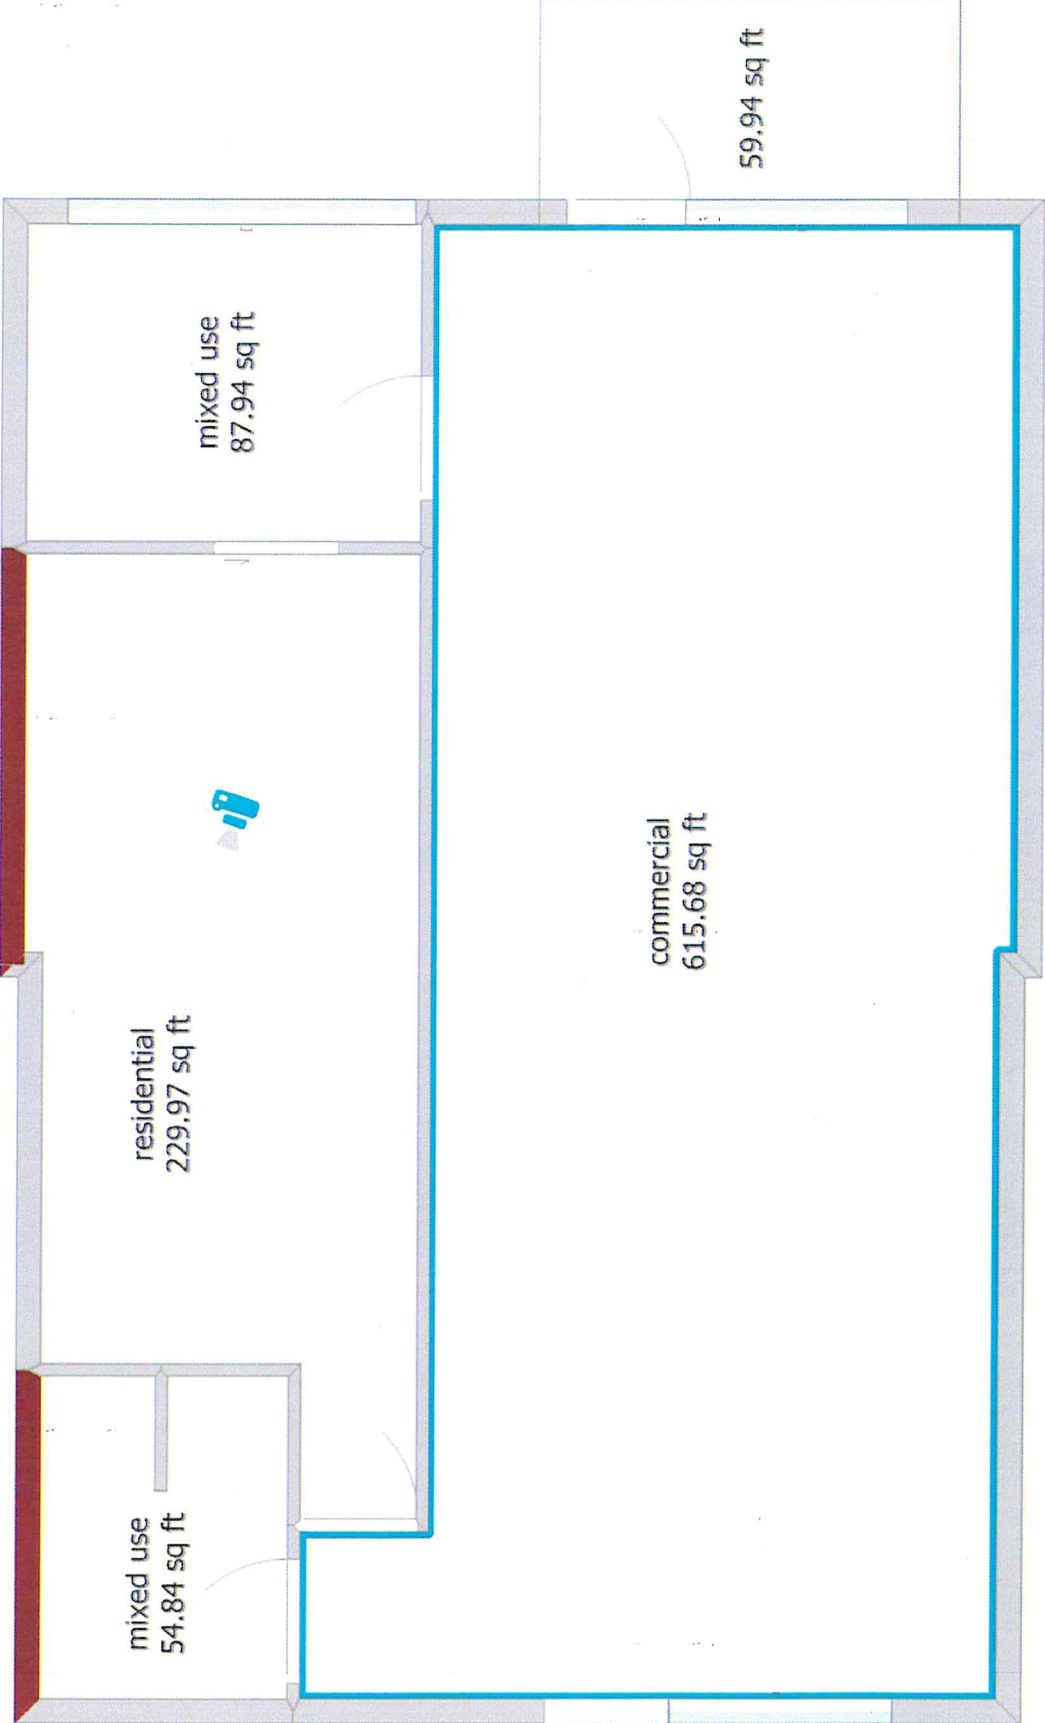 mixed use
54.84 sq ft
residential
229.97 sq ft
mixed use
87.94 sq ft
commercial
615.68 sq ft
59.94 sq ft